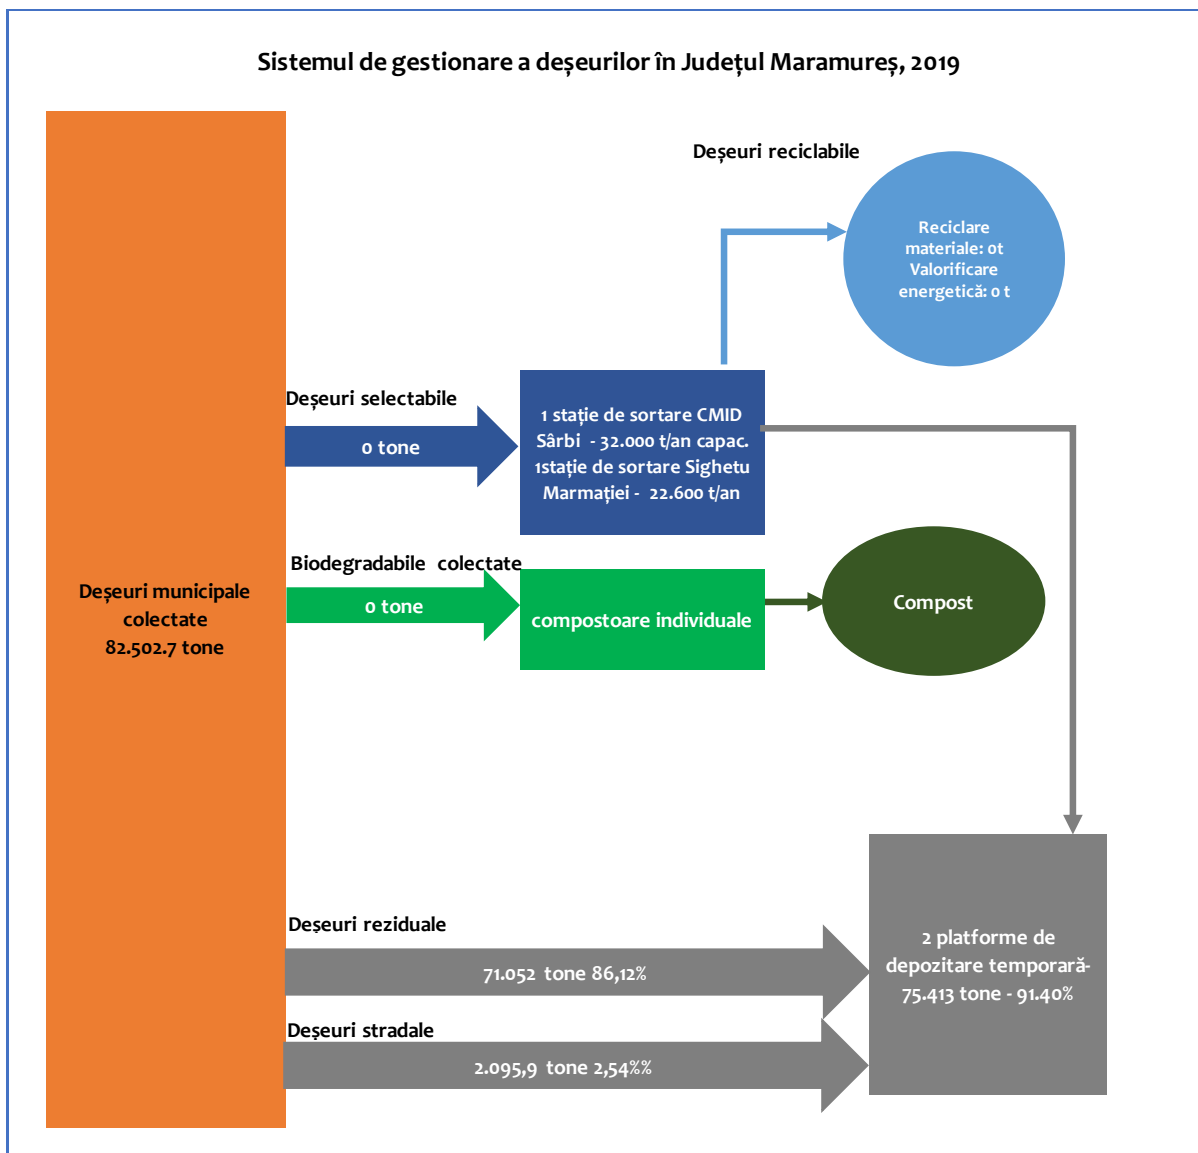 Sistemul de gestionare a deșeurilor în Județul Maramureș, 2019
Deșeuri reciclabile
Reciclare
materiale: 0t
Valorificare
energetică: 0 t
Deșeuri selectabile
0 tone
1 stație de sortare CMID
Sârbi - 32.000 t/an capac.
1stație de sortare Sighetu
Marmației - 22.600 t/an
Biodegradabile colectate
0 tone
compostoare individuale
Compost
Deșeuri municipale
colectate
82.502.7 tone
Deșeuri reziduale
71.052 tone 86,12%
2 platforme de
depozitare temporară-
75.413 tone - 91.40%
Deșeuri stradale
2.095,9 tone 2,54%%